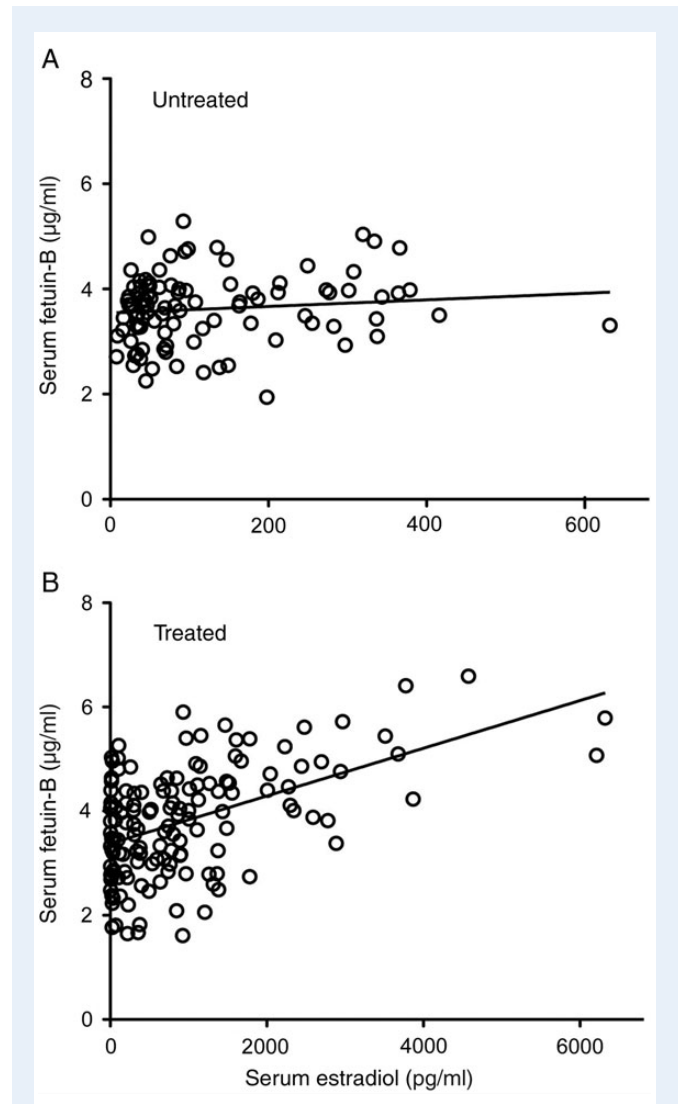 A
8
Untreated
6
4
2
0
Serum fetuin-B (µg/ml)
0 200 400 600
B
8
Treated
6
4
2
0
Serum fetuin-B (µg/ml)
0 2000 4000 6000
Serum estradiol (pg/ml)